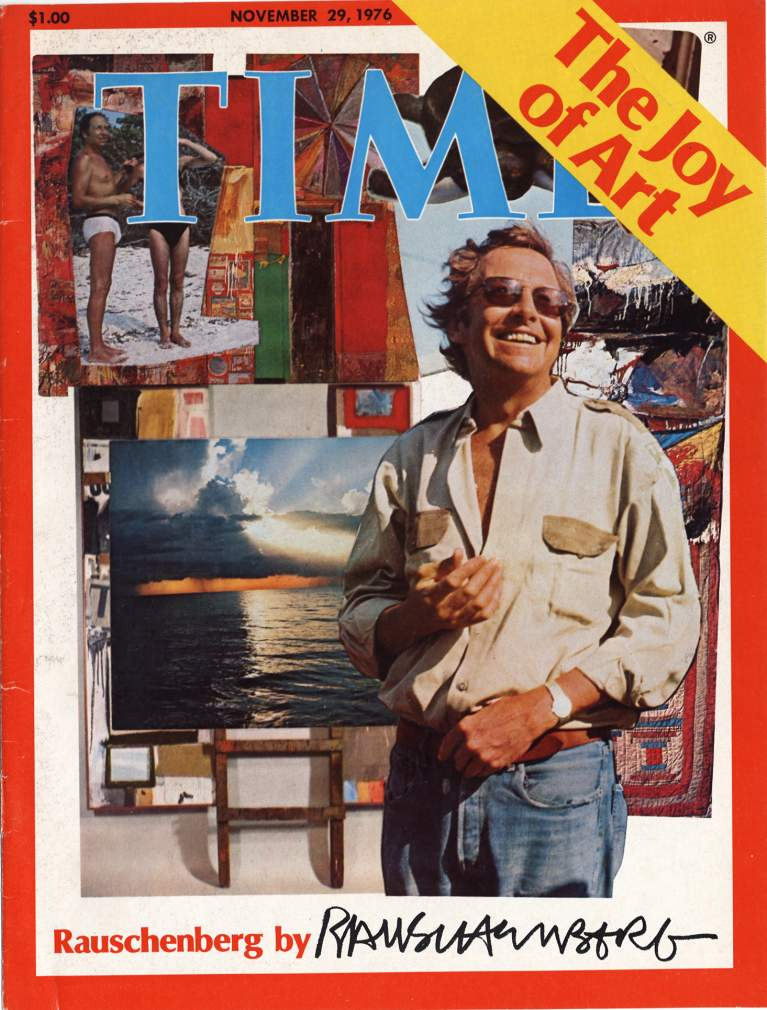 $1.00
NOVEMBER 29, 1976
TIME
®
The Joy
of Art
Rauschenberg by RAUSCHENBERG